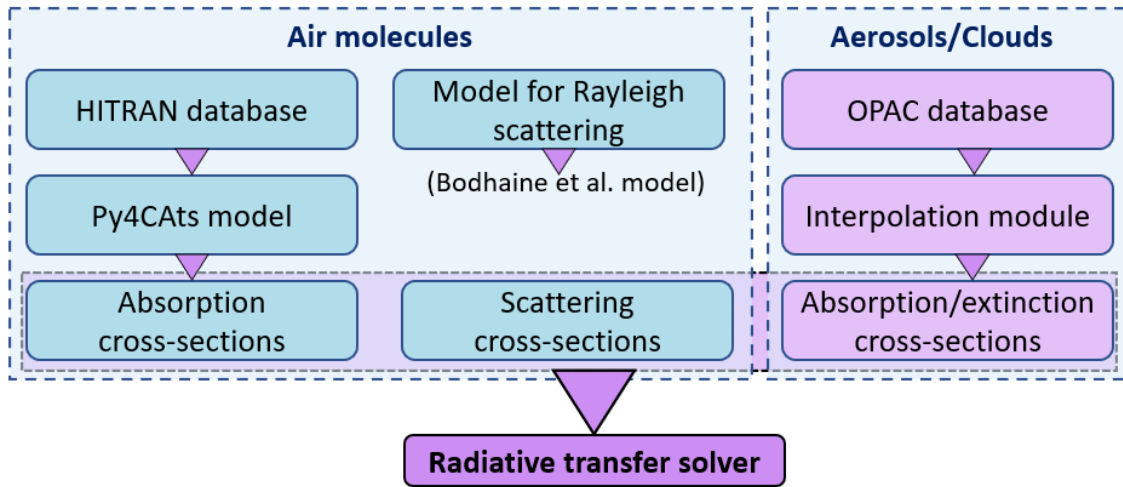 Air molecules
Aerosols/Clouds
HITRAN database
Model for Rayleigh
scattering
OPAC database
(Bodhaine et al. model)
Py4CAts model
Interpolation module
Absorption
cross-sections
Scattering
cross-sections
Absorption/extinction
cross-sections
Radiative transfer solver